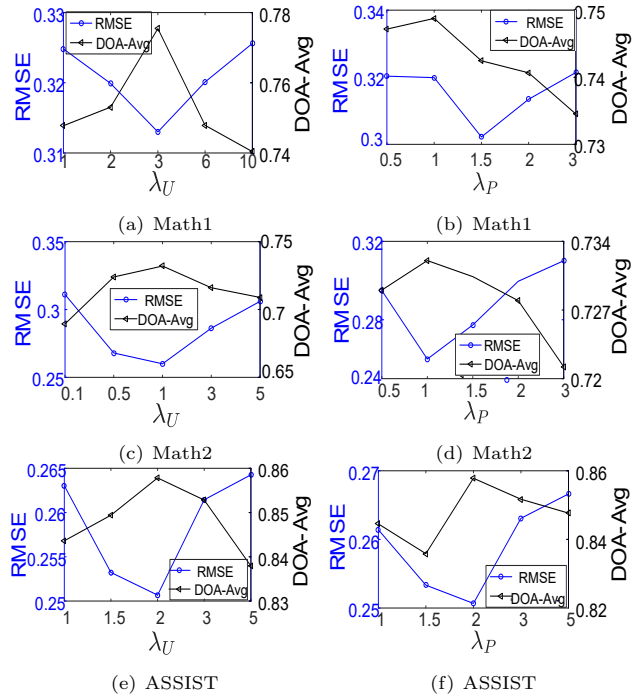 0.33 0.78
RMSE
DOA-Avg
RMSE 0.32 0.76 DOA-Avg
0.31 0.74
1 2 3 6 10
λU
(a) Math1
0.34 0.75
RMSE
DOA-Avg
RMSE 0.32 0.74 DOA-Avg
0.3 0.73
0.5 1 1.5 2 3
λP
(b) Math1
0.35 0.75
RMSE 0.3 0.7 DOA-Avg
RMSE
DOA-Avg
0.25 0.65
0.1 0.5 1 3 5
λU
(c) Math2
0.32 0.734
RMSE 0.28 0.727 DOA-Avg
RMSE
DOA-Avg
0.24 0.72
0.5 1 1.5 2 3
λP
(d) Math2
0.265 0.86
0.26 0.85
RMSE DOA-Avg
0.255 0.84
RMSE
DOA-Avg
0.25 0.83
1 1.5 2 3 5
λU
(e) ASSIST
0.27 0.86
RMSE 0.26 0.84 DOA-Avg
RMSE
DOA-Avg
0.25 0.82
1 1.5 2 3 5
λP
(f) ASSIST